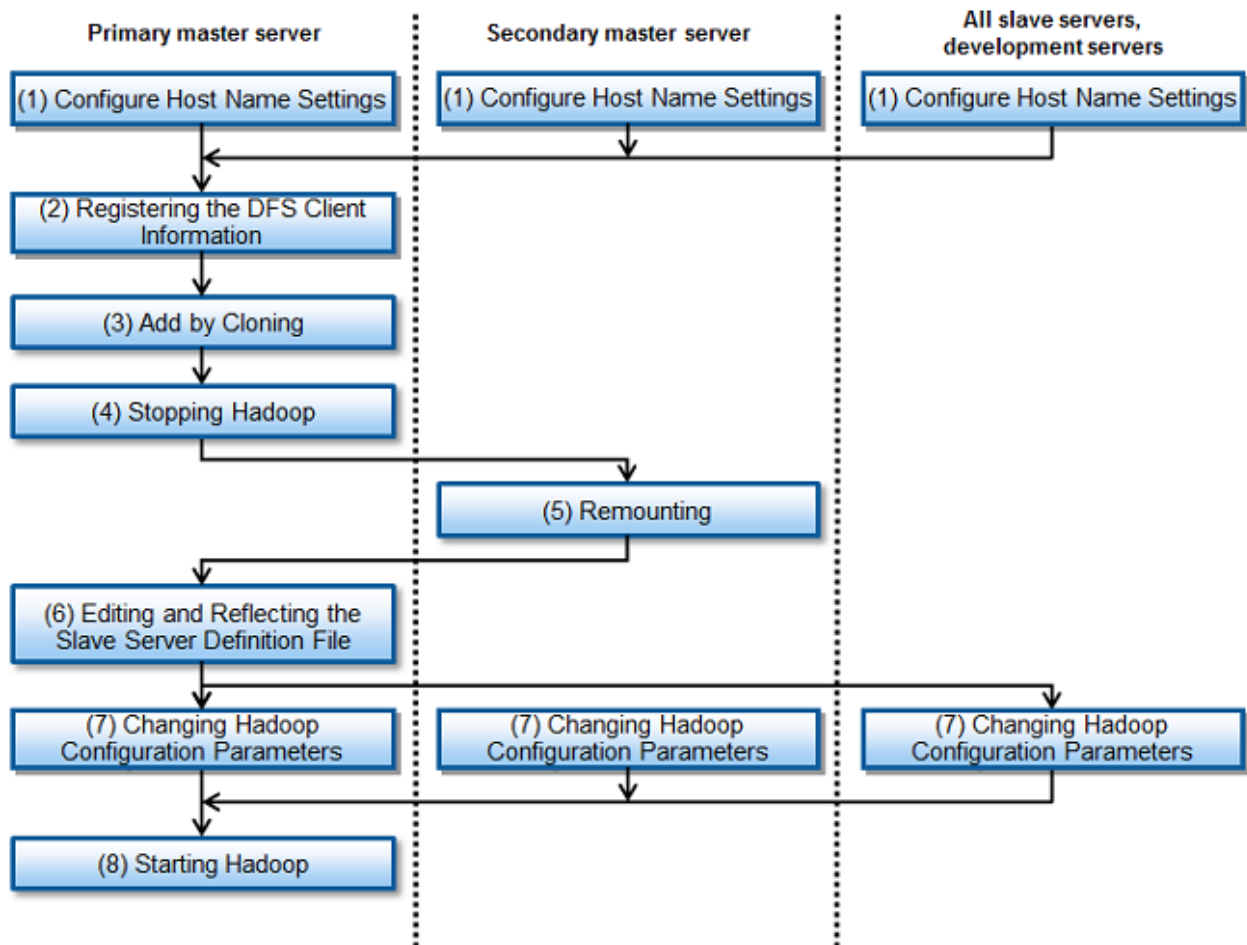 Primary master server
Secondary master server
All slave servers,
development servers
(1) Configure Host Name Settings
(1) Configure Host Name Settings
(1) Configure Host Name Settings
(2) Registering the DFS Client
Information
(3) Add by Cloning
(4) Stopping Hadoop
(5) Remounting
(6) Editing and Reflecting the
Slave Server Definition File
(7) Changing Hadoop
Configuration Parameters
(7) Changing Hadoop
Configuration Parameters
(7) Changing Hadoop
Configuration Parameters
(8) Starting Hadoop